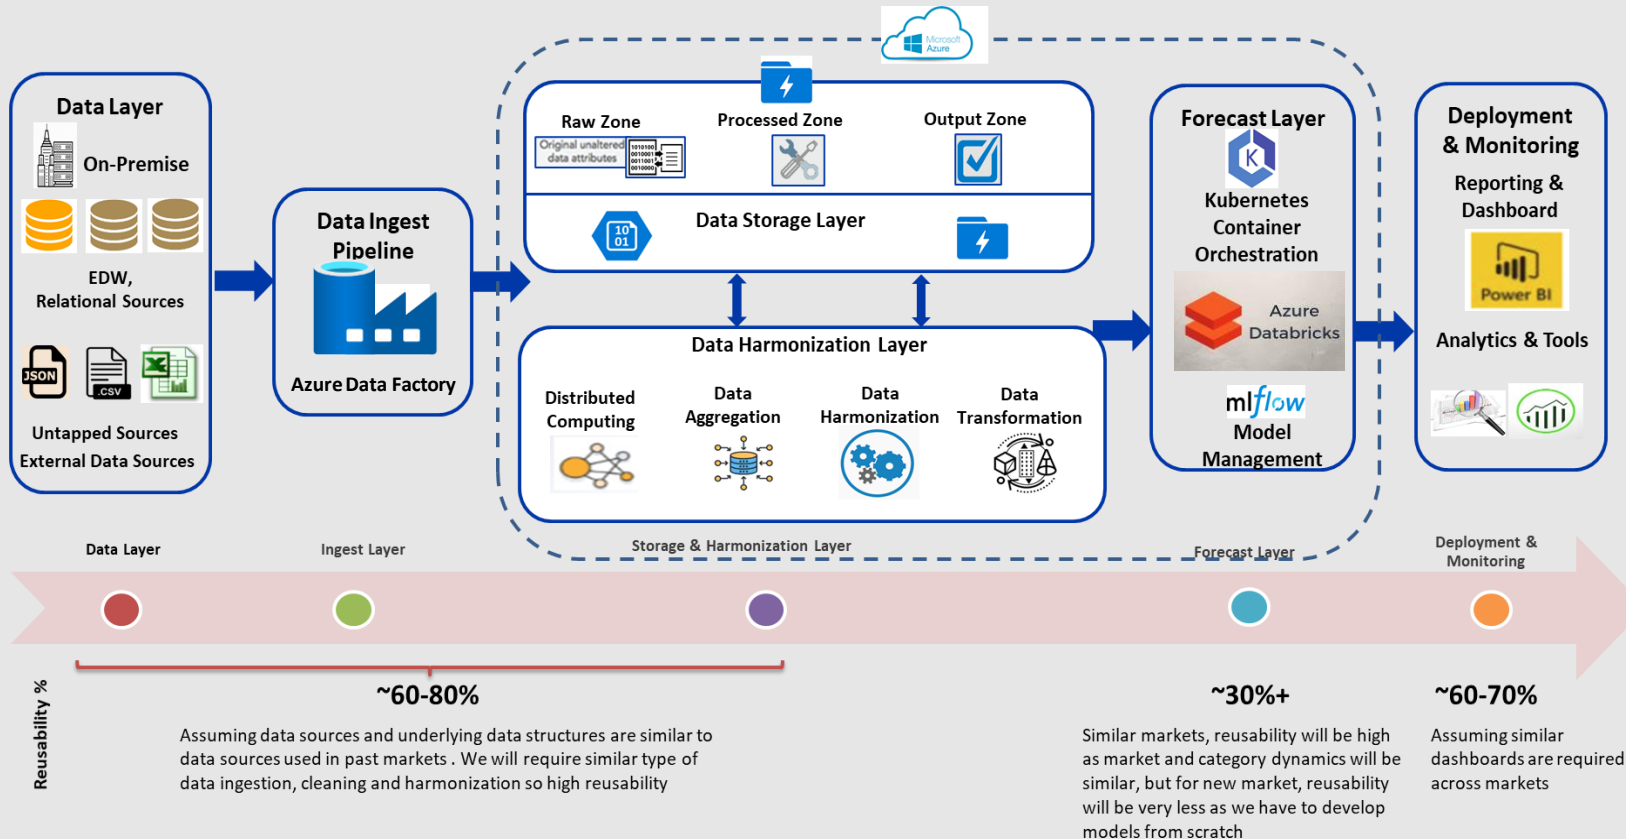 Microsoft
Azure
Data Layer
On-Premise
EDW,
Relational Sources
JSON
.CSV
Untapped Sources
External Data Sources
Data Ingest
Pipeline
Azure Data Factory
Raw Zone
Original unaltered
data attributes
1010100
0010001
0011001
0010000
Processed Zone
Output Zone
Data Storage Layer
10
01
Data Harmonization Layer
Distributed
Computing
Data
Aggregation
Data
Harmonization
Data
Transformation
Forecast Layer
K
Kubernetes
Container
Orchestration
Azure
Databricks
mlflow
Model
Management
Deployment
& Monitoring
Reporting &
Dashboard
Power BI
Analytics & Tools
Data Layer
Ingest Layer
Storage & Harmonization Layer
Forecast Layer
Deployment &
Monitoring
Reusability %
~60-80%
Assuming data sources and underlying data structures are similar to
data sources used in past markets . We will require similar type of
data ingestion, cleaning and harmonization so high reusability
~30%+
Similar markets, reusability will be high
as market and category dynamics will be
similar, but for new market, reusability
will be very less as we have to develop
models from scratch
~60-70%
Assuming similar
dashboards are required
across markets